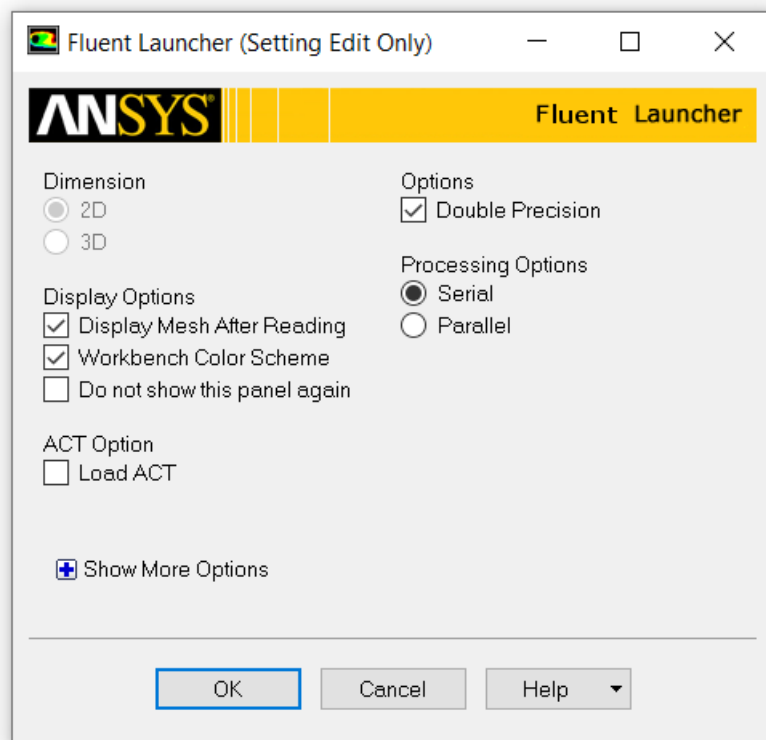 Fluent Launcher (Setting Edit Only)
ANSYS®
Fluent Launcher
Dimension
2D
3D
Display Options
Display Mesh After Reading
Workbench Color Scheme
Do not show this panel again
ACT Option
Load ACT
Options
Double Precision
Processing Options
Serial
Parallel
Show More Options
OK
Cancel
Help